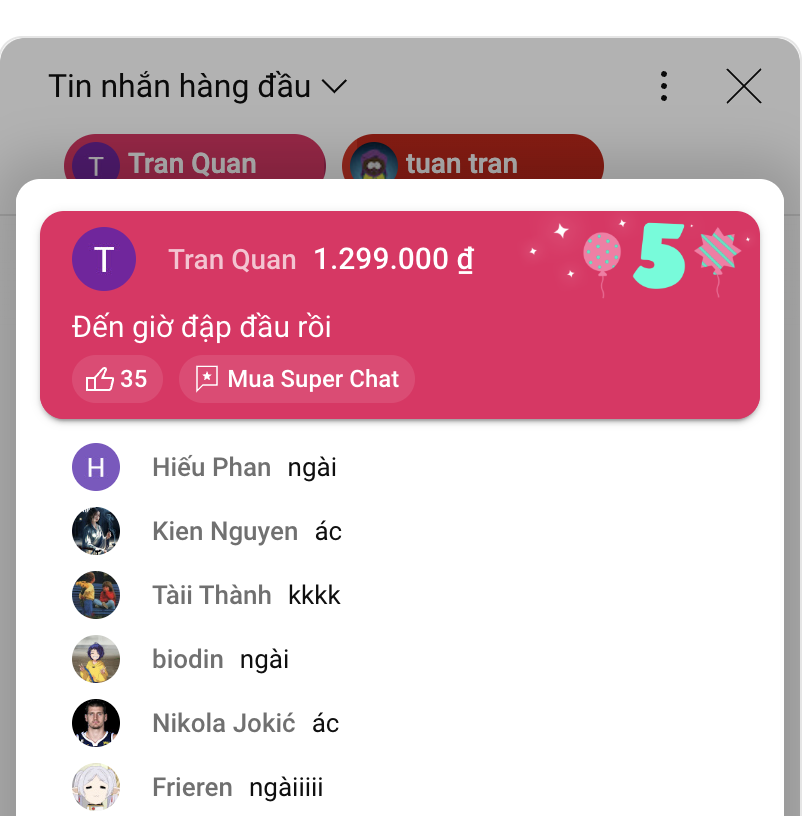 Tin nhắn hàng đầu
T Tran Quan tuan tran
T Tran Quan 1.299.000 ₫ 5
Đến giờ đập đầu rồi
35 Mua Super Chat
H Hiếu Phan ngài
Kien Nguyen ác
Tàii Thành kkkk
biodin ngài
Nikola Jokić ác
Frieren ngàiiiii